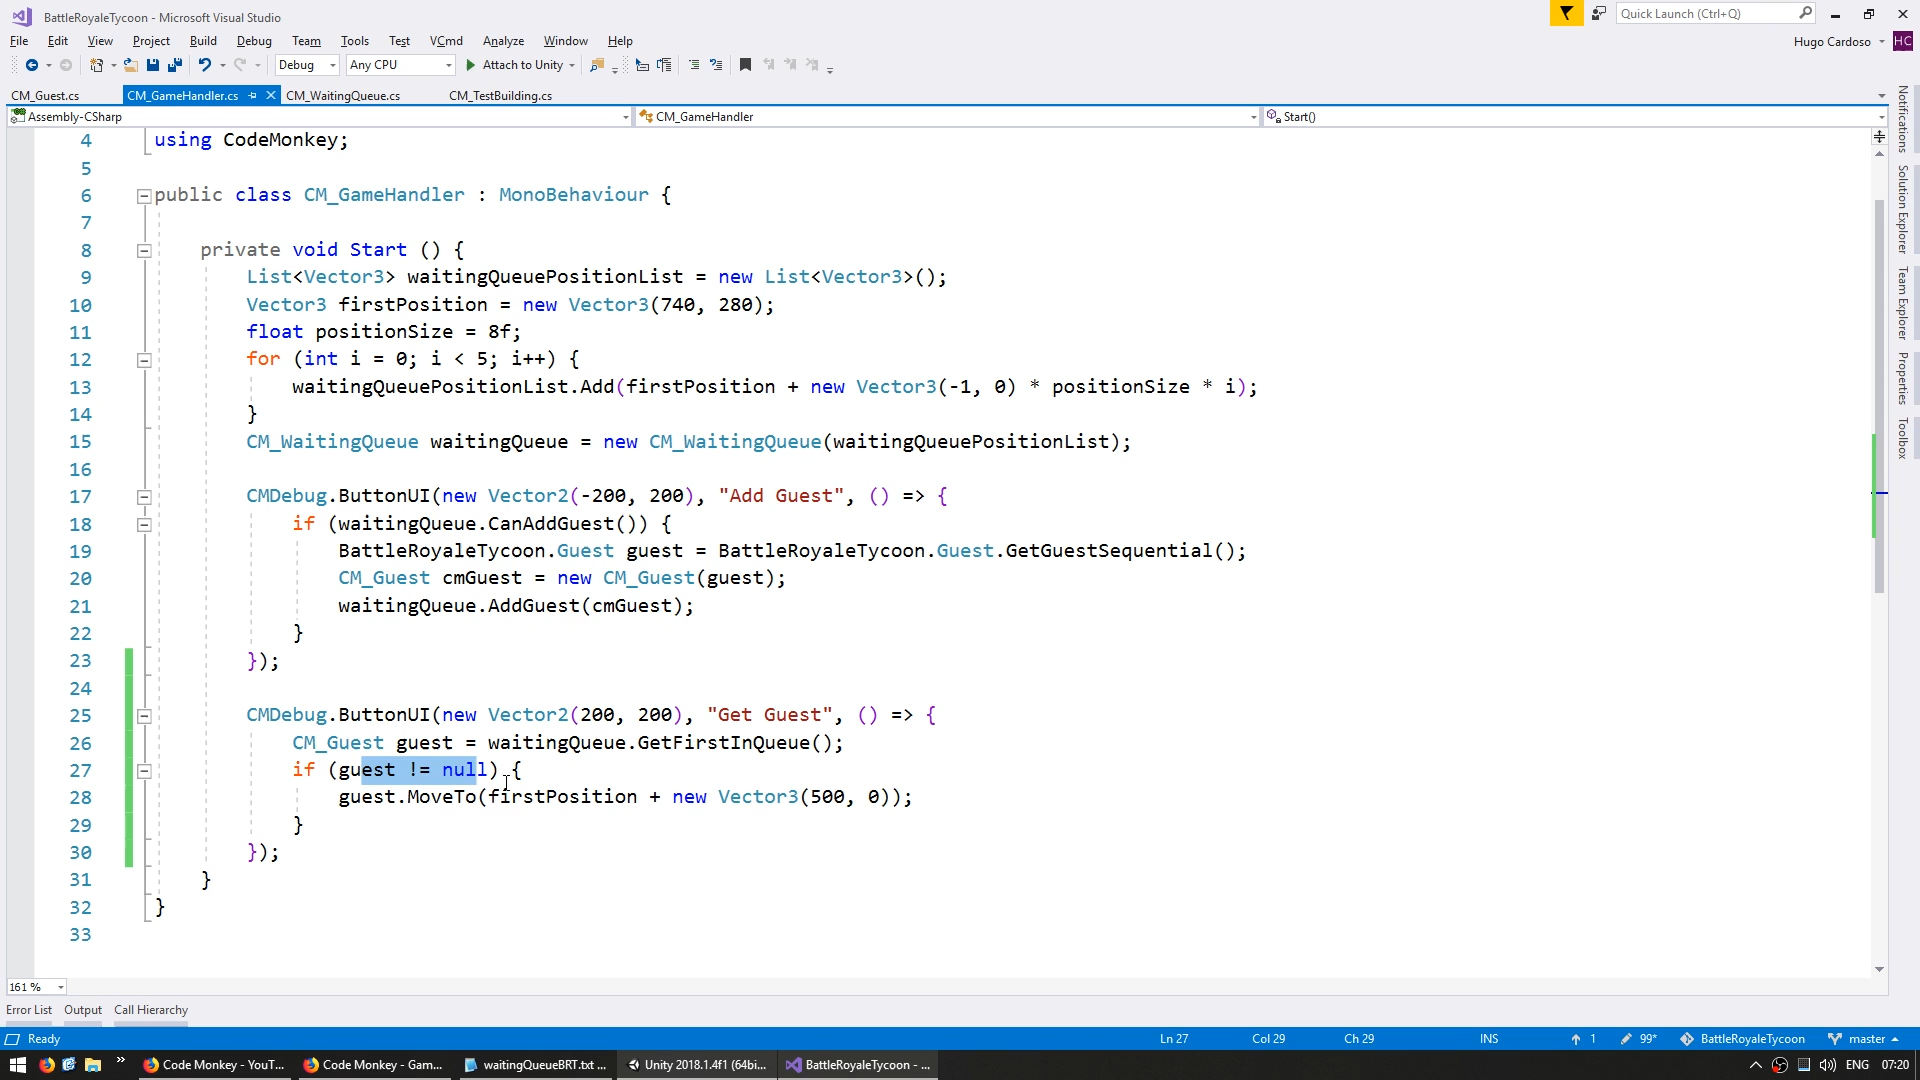 BattleRoyaleTycoon - Microsoft Visual Studio
Quick Launch (Ctrl+Q)
File Edit View Project Build Debug Team Tools Test VCmd Analyze Window Help
Hugo Cardoso HC
Debug Any CPU Attach to Unity
CM_Guest.cs CM_GameHandler.cs CM_WaitingQueue.cs CM_TestBuilding.cs
Assembly-CSharp CM_GameHandler Start()
4 using CodeMonkey;
5
6 public class CM_GameHandler : MonoBehaviour {
7
8 private void Start () {
9 List<Vector3> waitingQueuePositionList = new List<Vector3>();
10 Vector3 firstPosition = new Vector3(740, 280);
11 float positionSize = 8f;
12 for (int i = 0; i < 5; i++) {
13 waitingQueuePositionList.Add(firstPosition + new Vector3(-1, 0) * positionSize * i);
14 }
15 CM_WaitingQueue waitingQueue = new CM_WaitingQueue(waitingQueuePositionList);
16
17 CMDebug.ButtonUI(new Vector2(-200, 200), "Add Guest", () => {
18 if (waitingQueue.CanAddGuest()) {
19 BattleRoyaleTycoon.Guest guest = BattleRoyaleTycoon.Guest.GetGuestSequential();
20 CM_Guest cmGuest = new CM_Guest(guest);
21 waitingQueue.AddGuest(cmGuest);
22 }
23 });
24
25 CMDebug.ButtonUI(new Vector2(200, 200), "Get Guest", () => {
26 CM_Guest guest = waitingQueue.GetFirstInQueue();
27 if (guest != null) {
28 guest.MoveTo(firstPosition + new Vector3(500, 0));
29 }
30 });
31 }
32 }
33
Notifications
Solution Explorer
Team Explorer
Properties
Toolbox
161 %
Error List Output Call Hierarchy
Ready Ln 27 Col 29 Ch 29 INS 1 99* BattleRoyaleTycoon master
Code Monkey - YouT... Code Monkey - Gam... waitingQueueBRT.txt ... Unity 2018.1.4f1 (64bi... BattleRoyaleTycoon - ... ENG 07:20